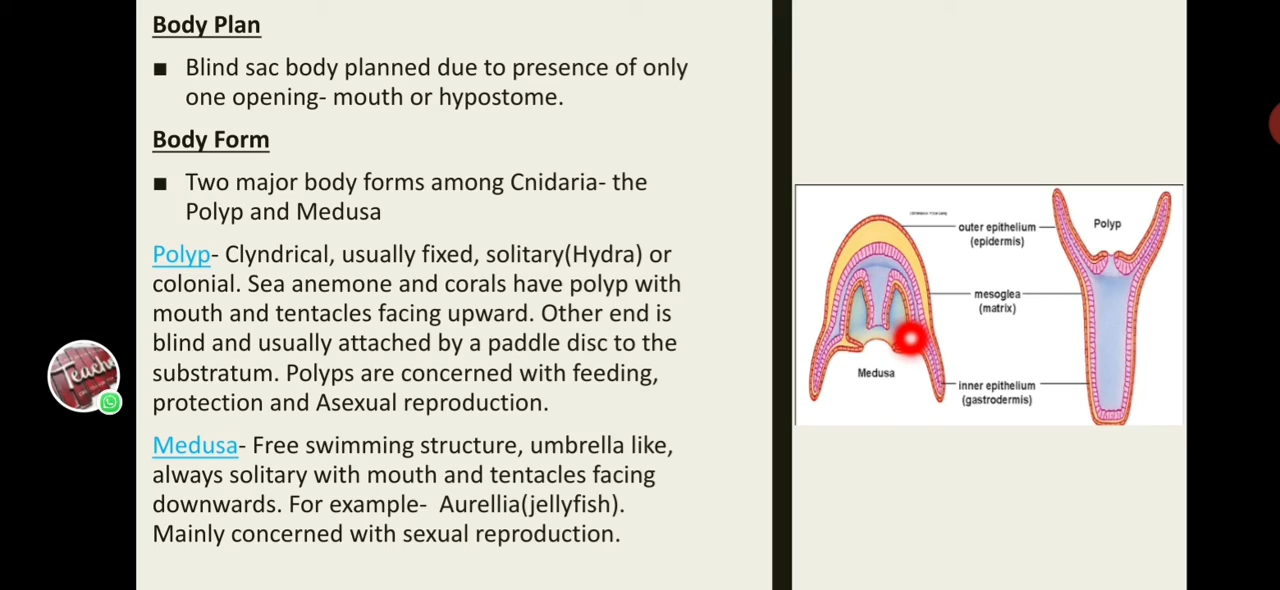 Body Plan
■ Blind sac body planned due to presence of only
one opening- mouth or hypostome.
Body Form
■ Two major body forms among Cnidaria- the
Polyp and Medusa
Polyp- Clyndrical, usually fixed, solitary(Hydra) or
colonial. Sea anemone and corals have polyp with
mouth and tentacles facing upward. Other end is
blind and usually attached by a paddle disc to the
substratum. Polyps are concerned with feeding,
protection and Asexual reproduction.
Medusa- Free swimming structure, umbrella like,
always solitary with mouth and tentacles facing
downwards. For example- Aurellia(jellyfish).
Mainly concerned with sexual reproduction.
outer epithelium
(epidermis)
Polyp
mesoglea
(matrix)
Medusa
inner epithelium
(gastrodermis)